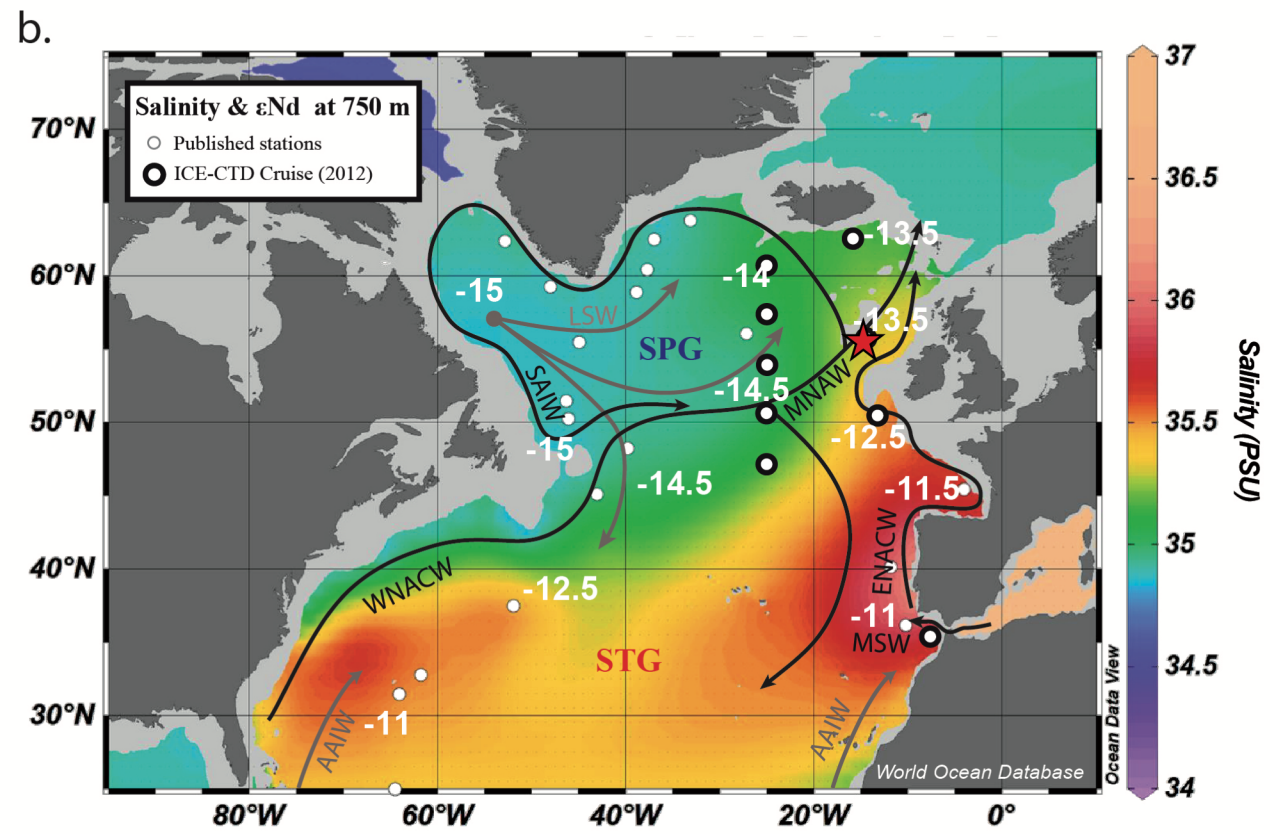 b.
Salinity & εNd at 750 m
Published stations
ICE-CTD Cruise (2012)
70°N
60°N
50°N
40°N
30°N
80°W
60°W
40°W
20°W
0°
-13.5
-14
-15
LSW
-13.5
SPG
SAIW
-14.5
MNAW
-15
-12.5
-14.5
-11.5
WNACW
-12.5
ENACW
-11
MSW
STG
-11
AAIW
AAIW
World Ocean Database
Ocean Data View
37
36.5
36
35.5
35
34.5
34
Salinity (PSU)